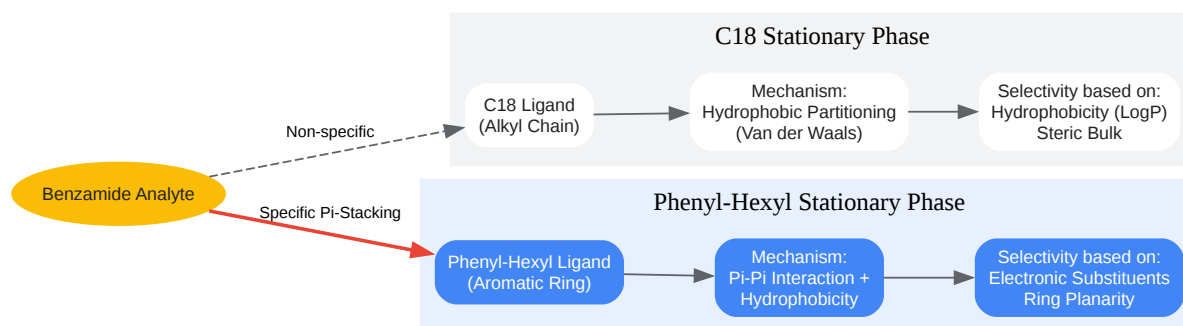 C18 Stationary Phase
C18 Ligand
(Alkyl Chain)
Mechanism:
Hydrophobic Partitioning
(Van der Waals)
Selectivity based on:
Hydrophobicity (LogP)
Steric Bulk
Non-specific
Benzamide Analyte
Specific Pi-Stacking
Phenyl-Hexyl Stationary Phase
Phenyl-Hexyl Ligand
(Aromatic Ring)
Mechanism:
Pi-Pi Interaction +
Hydrophobicity
Selectivity based on:
Electronic Substituents
Ring Planarity